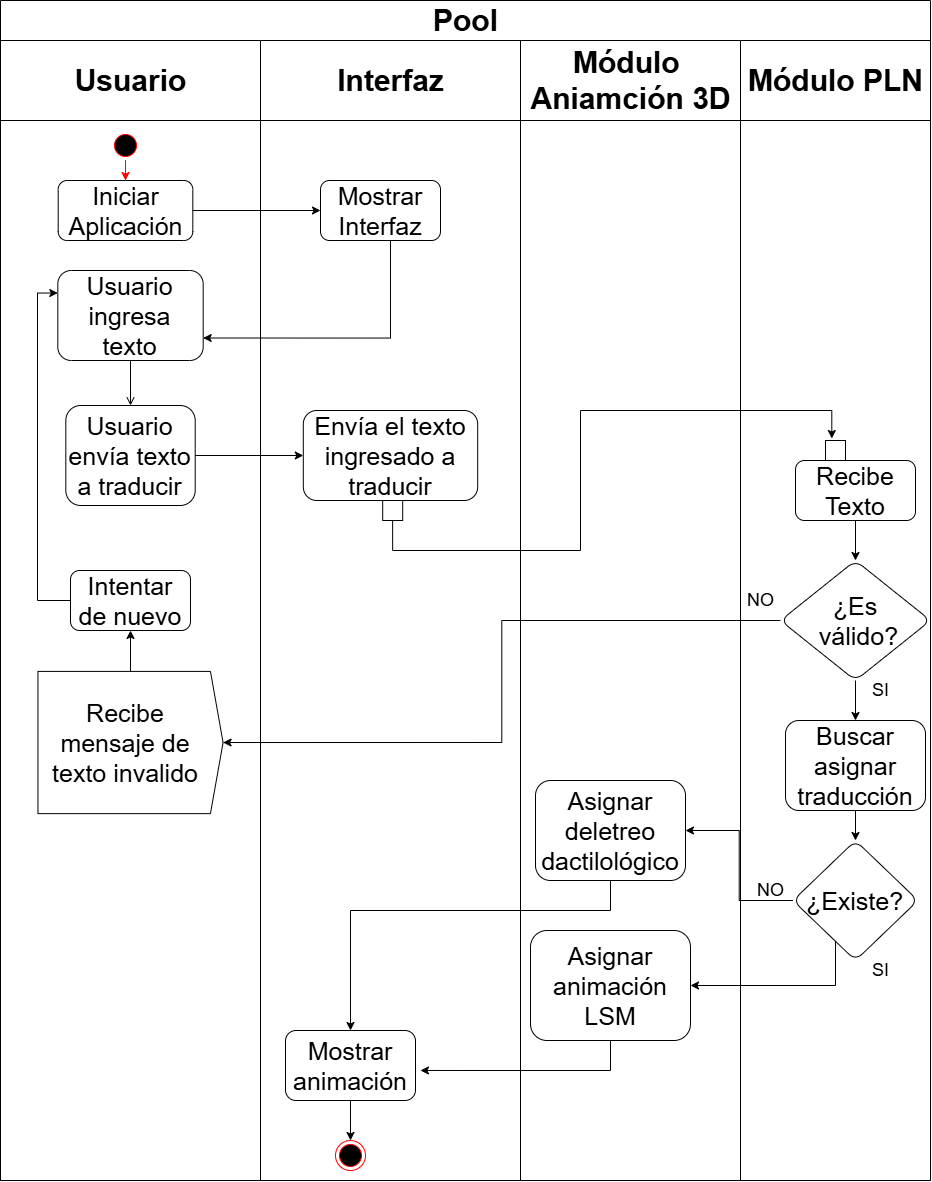 Pool
Usuario
Interfaz
Módulo
Aniamción 3D
Módulo PLN
Iniciar
Aplicación
Mostrar
Interfaz
Usuario
ingresa
texto
Usuario
envía texto
a traducir
Envía el texto
ingresado a
traducir
Recibe
Texto
¿Es
válido?
NO
SI
Intentar
de nuevo
Recibe
mensaje de
texto invalido
Buscar
asignar
traducción
¿Existe?
NO
SI
Asignar
deletreo
dactilológico
Asignar
animación
LSM
Mostrar
animación